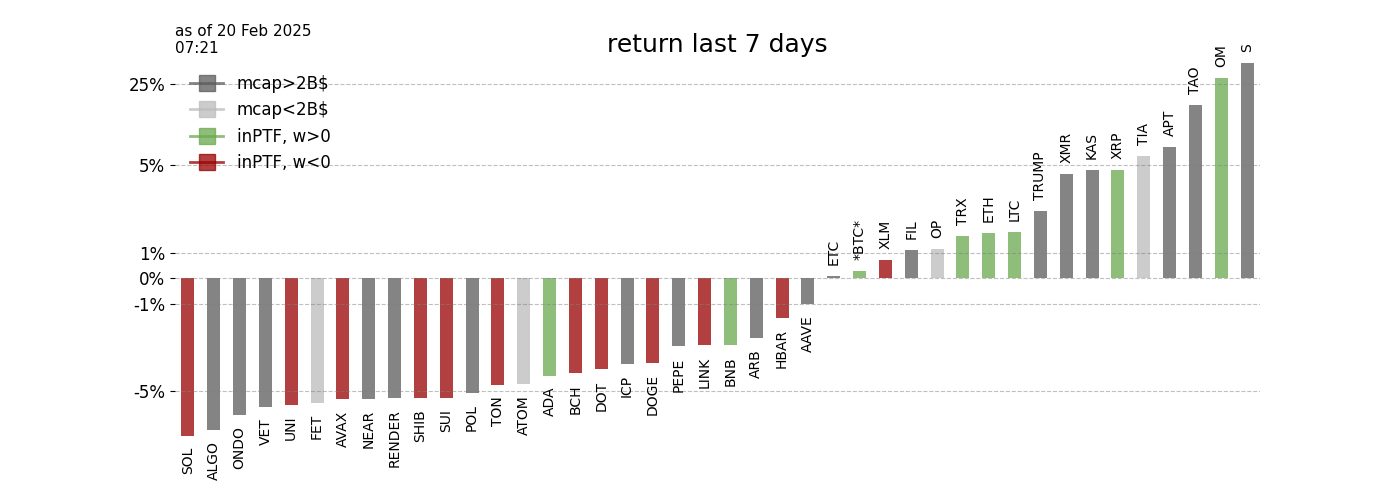 as of 20 Feb 2025
07:21
return last 7 days
mcap>2B$
mcap<2B$
inPTF, w>0
inPTF, w<0
25%
5%
1%
0%
-1%
-5%
SOL
ALGO
ONDO
VET
UNI
FET
AVAX
NEAR
RENDER
SHIB
SUI
POL
TON
ATOM
ADA
BCH
DOT
ICP
DOGE
PEPE
LINK
BNB
ARB
HBAR
AAVE
ETC
*BTC*
XLM
FIL
OP
TRX
ETH
LTC
TRUMP
XMR
KAS
XRP
TIA
APT
TAO
OM
S